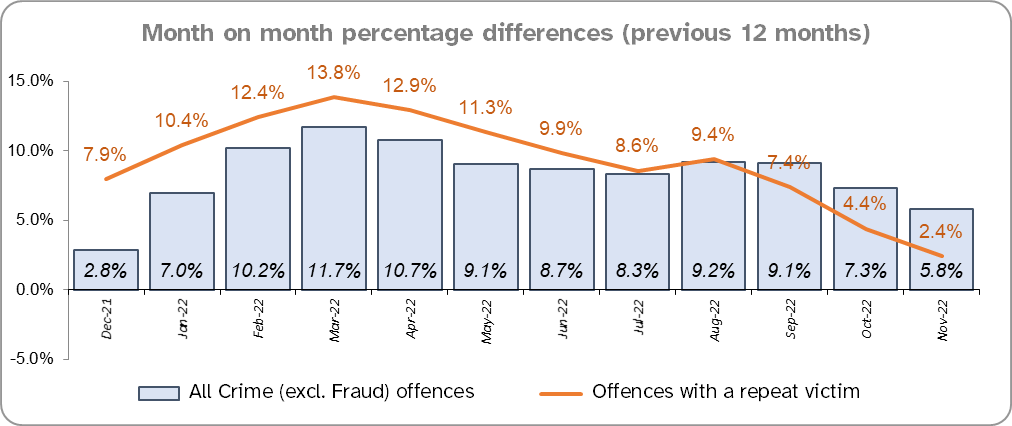 Month on month percentage differences (previous 12 months)
15.0%
10.0%
5.0%
0.0%
-5.0%
7.9%
10.4%
12.4%
13.8%
12.9%
11.3%
9.9%
8.6%
9.4%
7.4%
4.4%
2.4%
2.8%
7.0%
10.2%
11.7%
10.7%
9.1%
8.7%
8.3%
9.2%
9.1%
7.3%
5.8%
Dec-21
Jan-22
Feb-22
Mar-22
Apr-22
May-22
Jun-22
Jul-22
Aug-22
Sep-22
Oct-22
Nov-22
All Crime (excl. Fraud) offences
Offences with a repeat victim